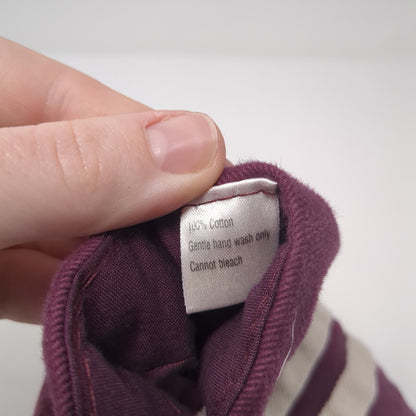 100% Cotton
Gentle hand wash only
Cannot bleach